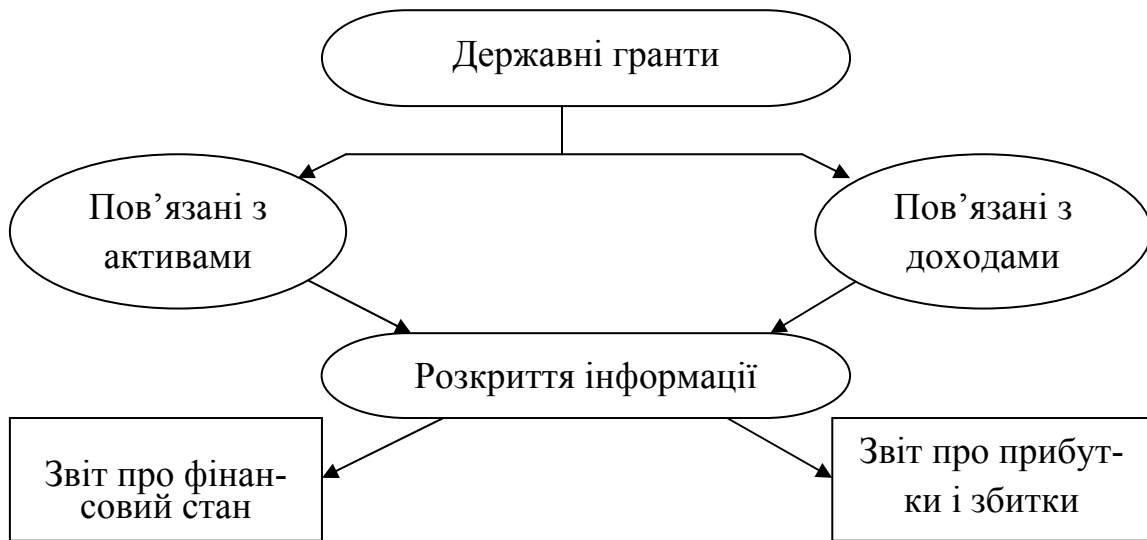 Державні гранти
Пов’язані з
активами
Пов’язані з
доходами
Розкриття інформації
Звіт про фінан-
совий стан
Звіт про прибут-
ки і збитки